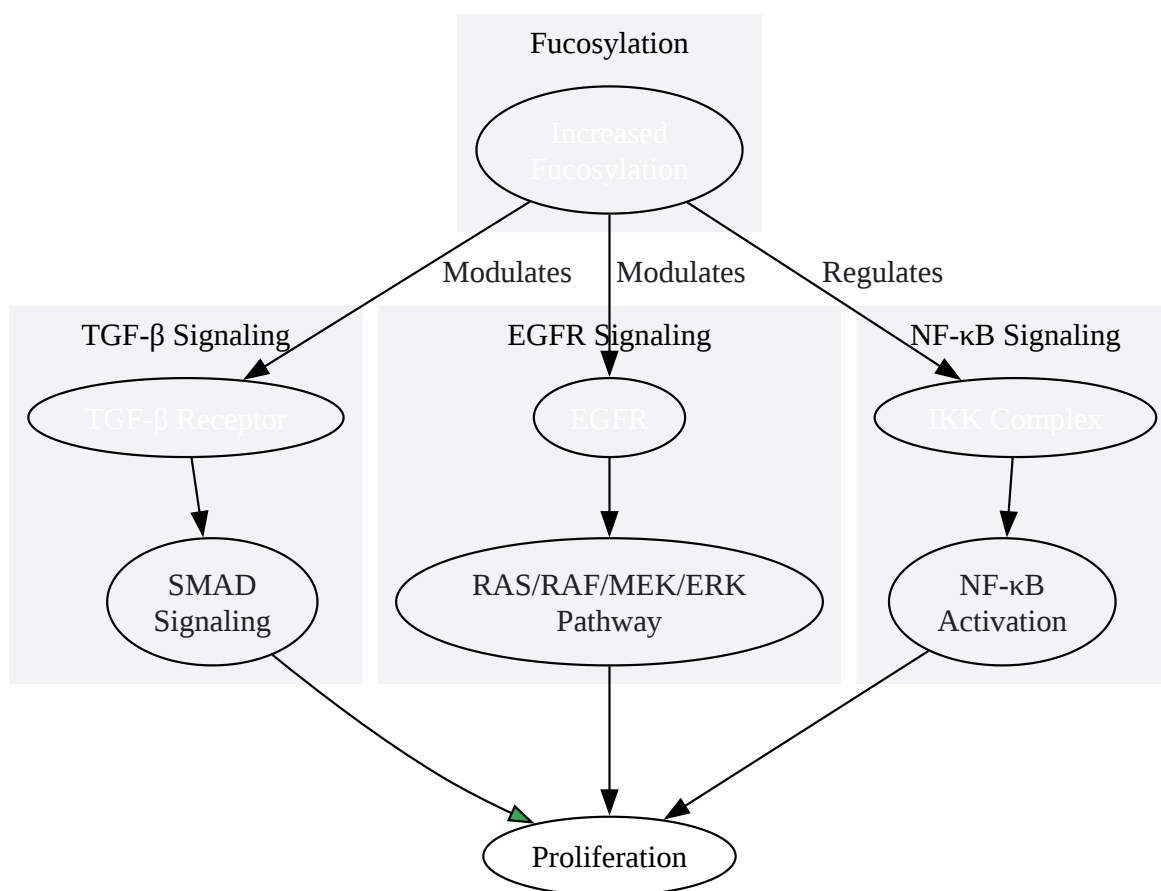 Fucosylation
Increased
Fucosylation
Modulates
Modulates
Regulates
TGF-β Signaling
EGFR Signaling
NF-κB Signaling
TGF-β Receptor
EGFR
IKK Complex
SMAD
Signaling
RAS/RAF/MEK/ERK
Pathway
NF-κB
Activation
Proliferation